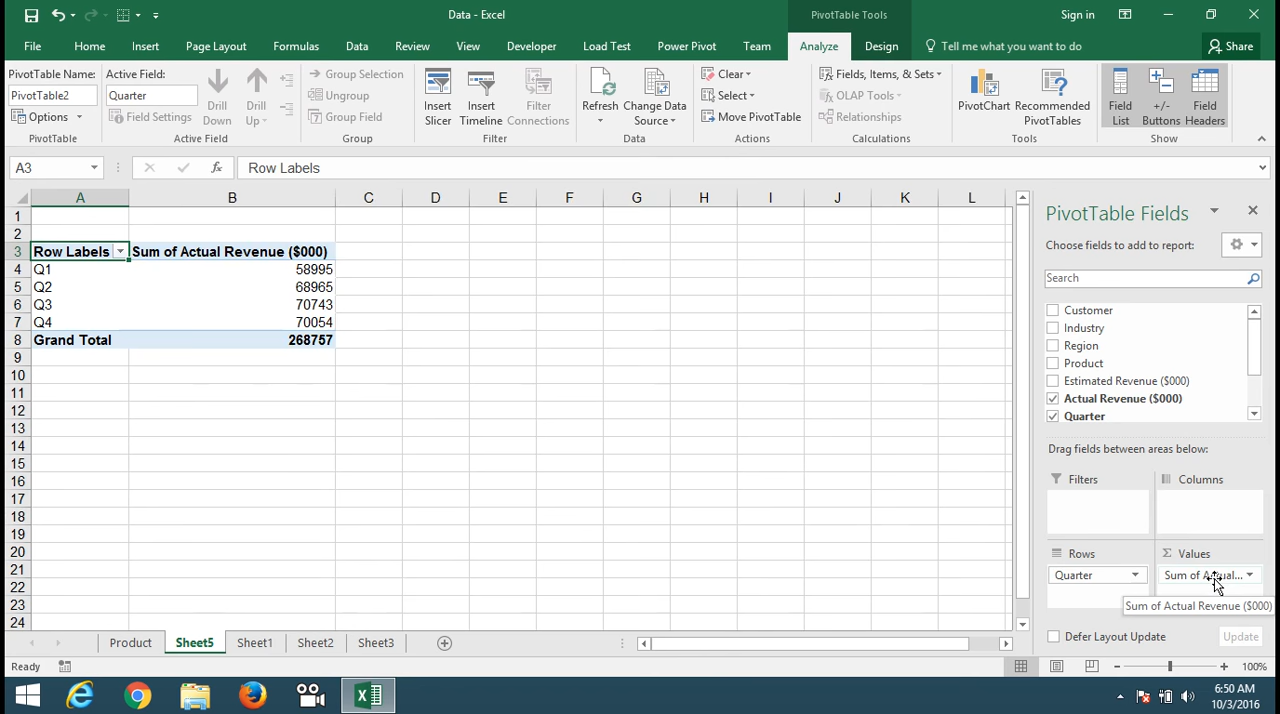 Data - Excel
PivotTable Tools
Sign in
File Home Insert Page Layout Formulas Data Review View Developer Load Test Power Pivot Team Analyze Design Tell me what you want to do Share
PivotTable Name:
PivotTable2
Options
PivotTable
Active Field:
Quarter
Field Settings
Drill Down
Drill Up
Active Field
Group Selection
Ungroup
Group Field
Group
Insert Slicer
Insert Timeline
Filter Connections
Filter
Refresh
Change Data Source
Data
Clear
Select
Move PivotTable
Actions
Fields, Items, & Sets
OLAP Tools
Relationships
Calculations
PivotChart
Recommended PivotTables
Tools
Field List
+/- Buttons
Field Headers
Show
A3
fx
Row Labels
A B C D E F G H I J K L
1
2
3 Row Labels Sum of Actual Revenue ($000)
4 Q1 58995
5 Q2 68965
6 Q3 70743
7 Q4 70054
8 Grand Total 268757
9
10
11
12
13
14
15
16
17
18
19
20
21
22
23
24
PivotTable Fields
Choose fields to add to report:
Search
Customer
Industry
Region
Product
Estimated Revenue ($000)
Actual Revenue ($000)
Quarter
Drag fields between areas below:
Filters
Columns
Rows
Σ Values
Quarter
Sum of Actual...
Sum of Actual Revenue ($000)
Defer Layout Update
Update
Product Sheet5 Sheet1 Sheet2 Sheet3
Ready
100%
6:50 AM
10/3/2016